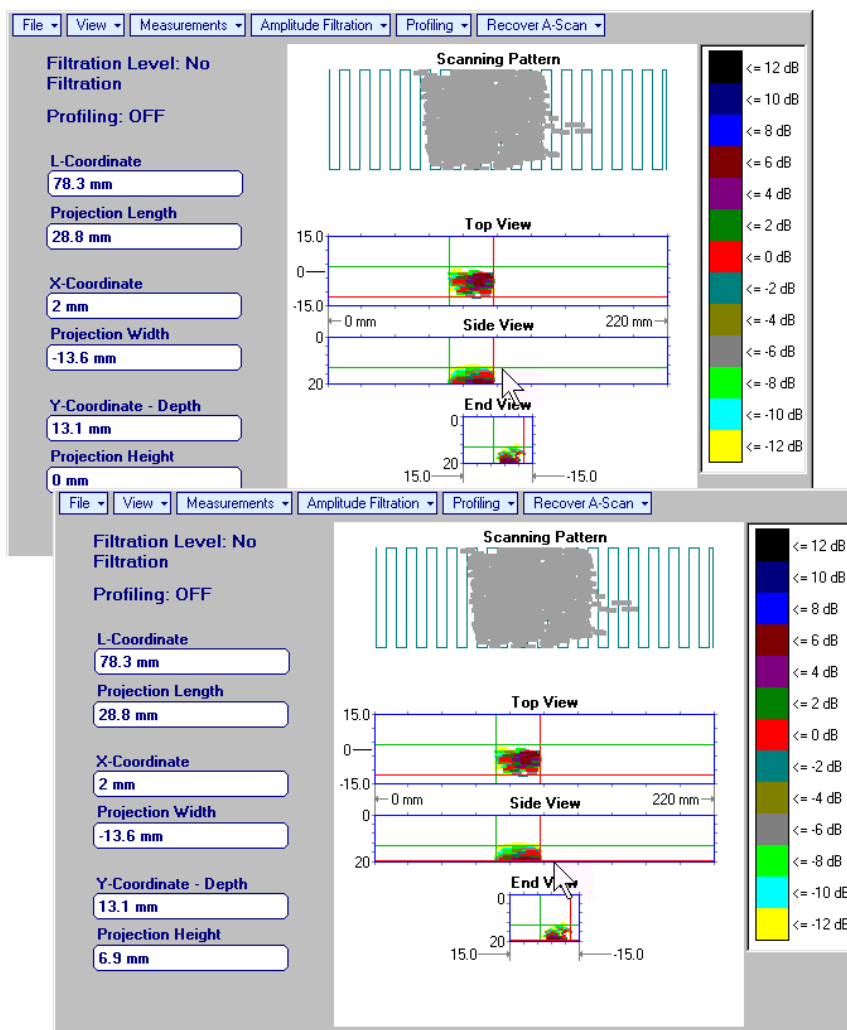 File View Measurements Amplitude Filtration Profiling Recover A-Scan
Filtration Level: No
Filtration
Profiling: OFF
L-Coordinate
78.3 mm
Projection Length
28.8 mm
X-Coordinate
2 mm
Projection Width
-13.6 mm
Y-Coordinate - Depth
13.1 mm
Projection Height
0 mm
Scanning Pattern
Top View
15.0
0
-15.0
0 mm
220 mm
Side View
0
20
End View
0
20
15.0
-15.0
<= 12 dB
<= 10 dB
<= 8 dB
<= 6 dB
<= 4 dB
<= 2 dB
<= 0 dB
<= -2 dB
<= -4 dB
<= -6 dB
<= -8 dB
<= -10 dB
<= -12 dB
File View Measurements Amplitude Filtration Profiling Recover A-Scan
Filtration Level: No
Filtration
Profiling: OFF
L-Coordinate
78.3 mm
Projection Length
28.8 mm
X-Coordinate
2 mm
Projection Width
-13.6 mm
Y-Coordinate - Depth
13.1 mm
Projection Height
6.9 mm
Scanning Pattern
Top View
15.0
0
-15.0
0 mm
220 mm
Side View
0
20
End View
0
20
15.0
-15.0
<= 12 dB
<= 10 dB
<= 8 dB
<= 6 dB
<= 4 dB
<= 2 dB
<= 0 dB
<= -2 dB
<= -4 dB
<= -6 dB
<= -8 dB
<= -10 dB
<= -12 dB